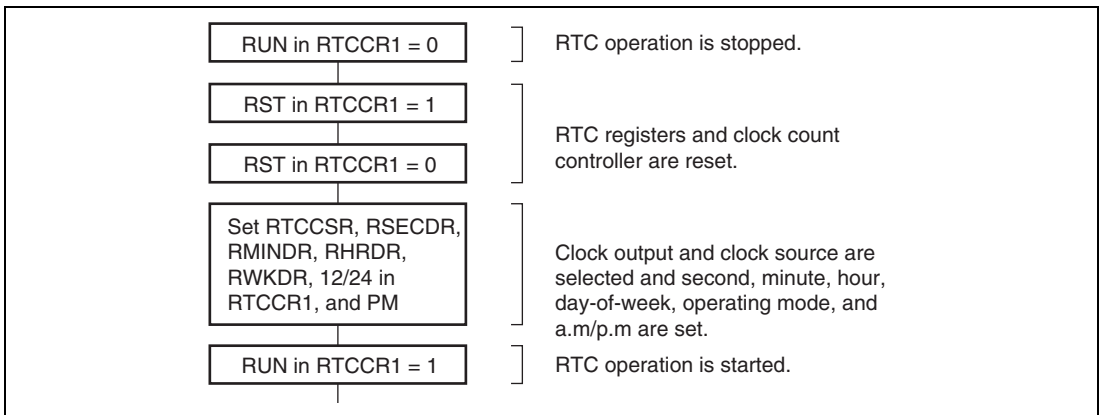 RUN in RTCCR1 = 0
RTC operation is stopped.
RST in RTCCR1 = 1
RST in RTCCR1 = 0
RTC registers and clock count
controller are reset.
Set RTCCSR, RSECDR,
RMINDR, RHRDR,
RWKDR, 12/24 in
RTCCR1, and PM
Clock output and clock source are
selected and second, minute, hour,
day-of-week, operating mode, and
a.m/p.m are set.
RUN in RTCCR1 = 1
RTC operation is started.